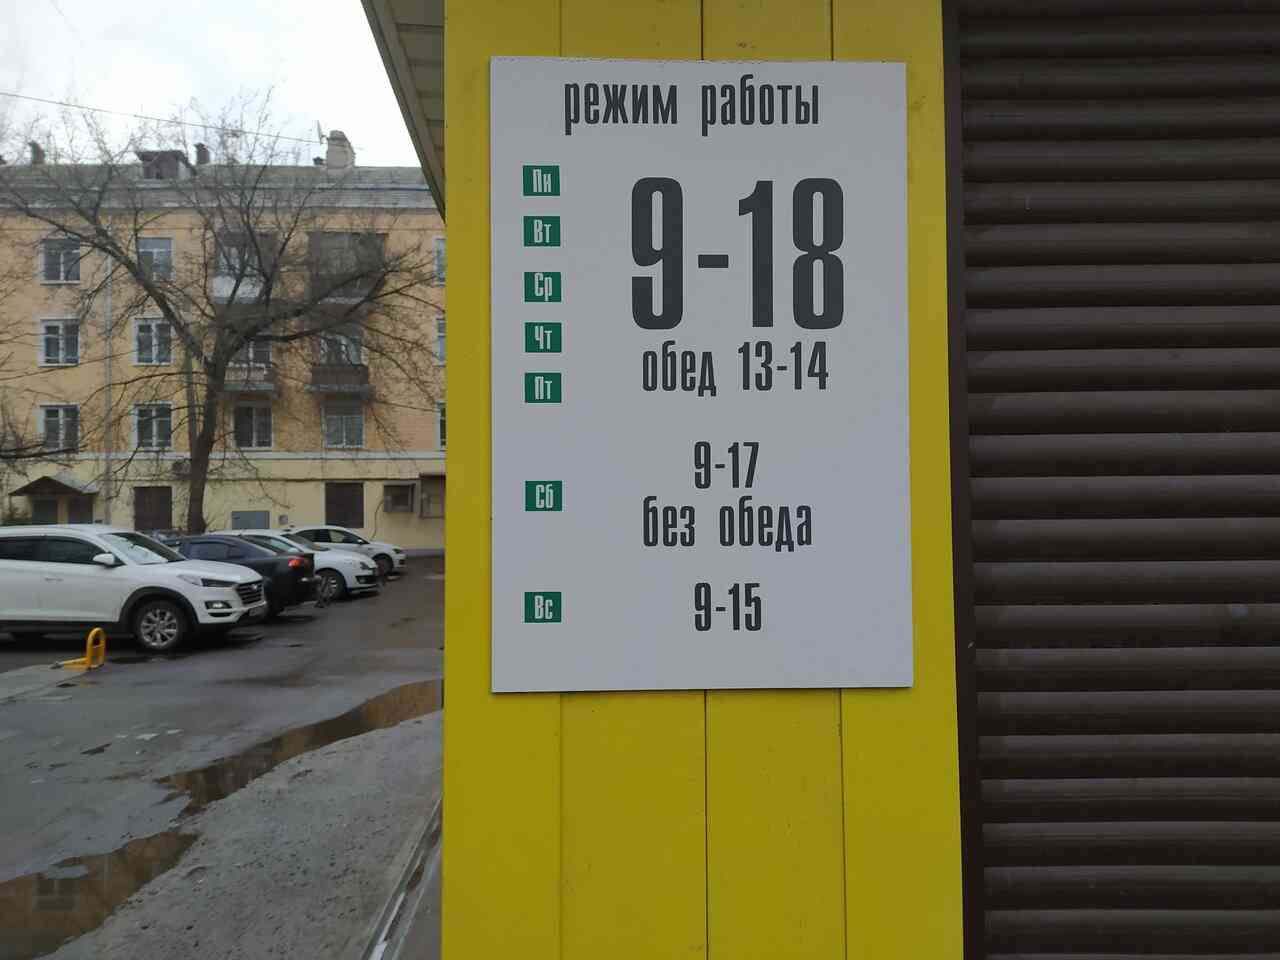 режим работы
Пн
Вт
Ср
Чт
Пт
9-18
обед 13-14
Сб
9-17
без обеда
Вс
9-15